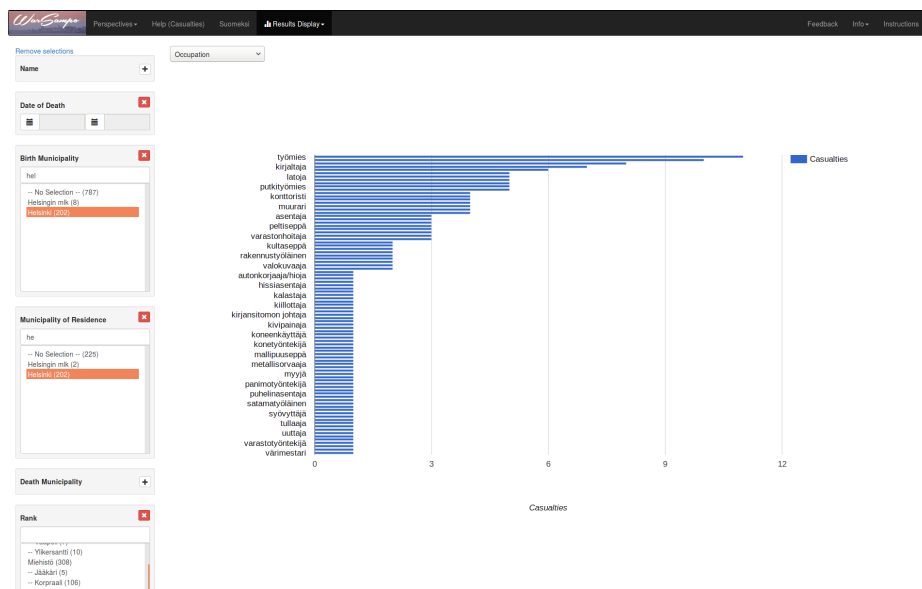 WarSampo Perspectives Help (Casualties) Suomeksi Results Display Feedback Info Instructions
Remove selections
Name
Date of Death
Birth Municipality
hel
-- No Selection -- (787)
Helsingin mlk (8)
Helsinki (202)
Municipality of Residence
he
-- No Selection -- (225)
Helsingin mlk (2)
Helsinki (202)
Death Municipality
Rank
-- Ylikersantti (10)
Miehistö (308)
-- Jääkäri (5)
-- Korpraali (106)
Occupation
työmies
kirjaltaja
latoja
putkityömies
konttoristi
muurari
asentaja
peltiseppä
varastonhoitaja
kultaseppä
rakennustyöläinen
valokuvaaja
autonkorjaaja/hioja
hissiasentaja
kalastaja
kiillottaja
kirjansitomon johtaja
kivipainaja
koneenkäyttäjä
konetyöntekijä
mallipuuseppä
metallisorvaaja
myyjä
panimotyöntekijä
puhelinasentaja
satamatyöläinen
syövyttäjä
tullaaja
uuttaja
varastotyöntekijä
värimestari
0 3 6 9 12
Casualties
Casualties